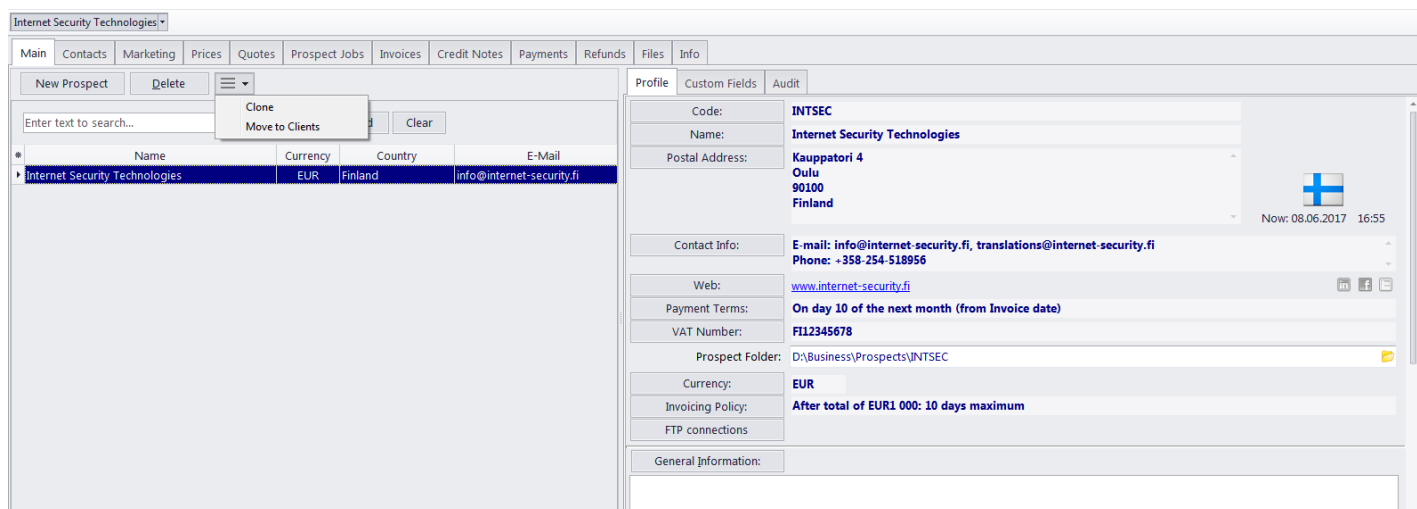 Internet Security Technologies
Main Contacts Marketing Prices Quotes Prospect Jobs Invoices Credit Notes Payments Refunds Files Info
New Prospect Delete
Clone
Move to Clients
Enter text to search...
Clear
Name Currency Country E-Mail
Internet Security Technologies EUR Finland info@internet-security.fi
Profile Custom Fields Audit
Code: INTSEC
Name: Internet Security Technologies
Postal Address: Kauppatori 4
Oulu
90100
Finland
Now: 08.06.2017 16:55
Contact Info: E-mail: info@internet-security.fi, translations@internet-security.fi
Phone: +358-254-518956
Web: www.internet-security.fi
Payment Terms: On day 10 of the next month (from Invoice date)
VAT Number: FI12345678
Prospect Folder: D:\Business\Prospects\INTSEC
Currency: EUR
Invoicing Policy: After total of EUR1 000: 10 days maximum
FTP connections
General Information: